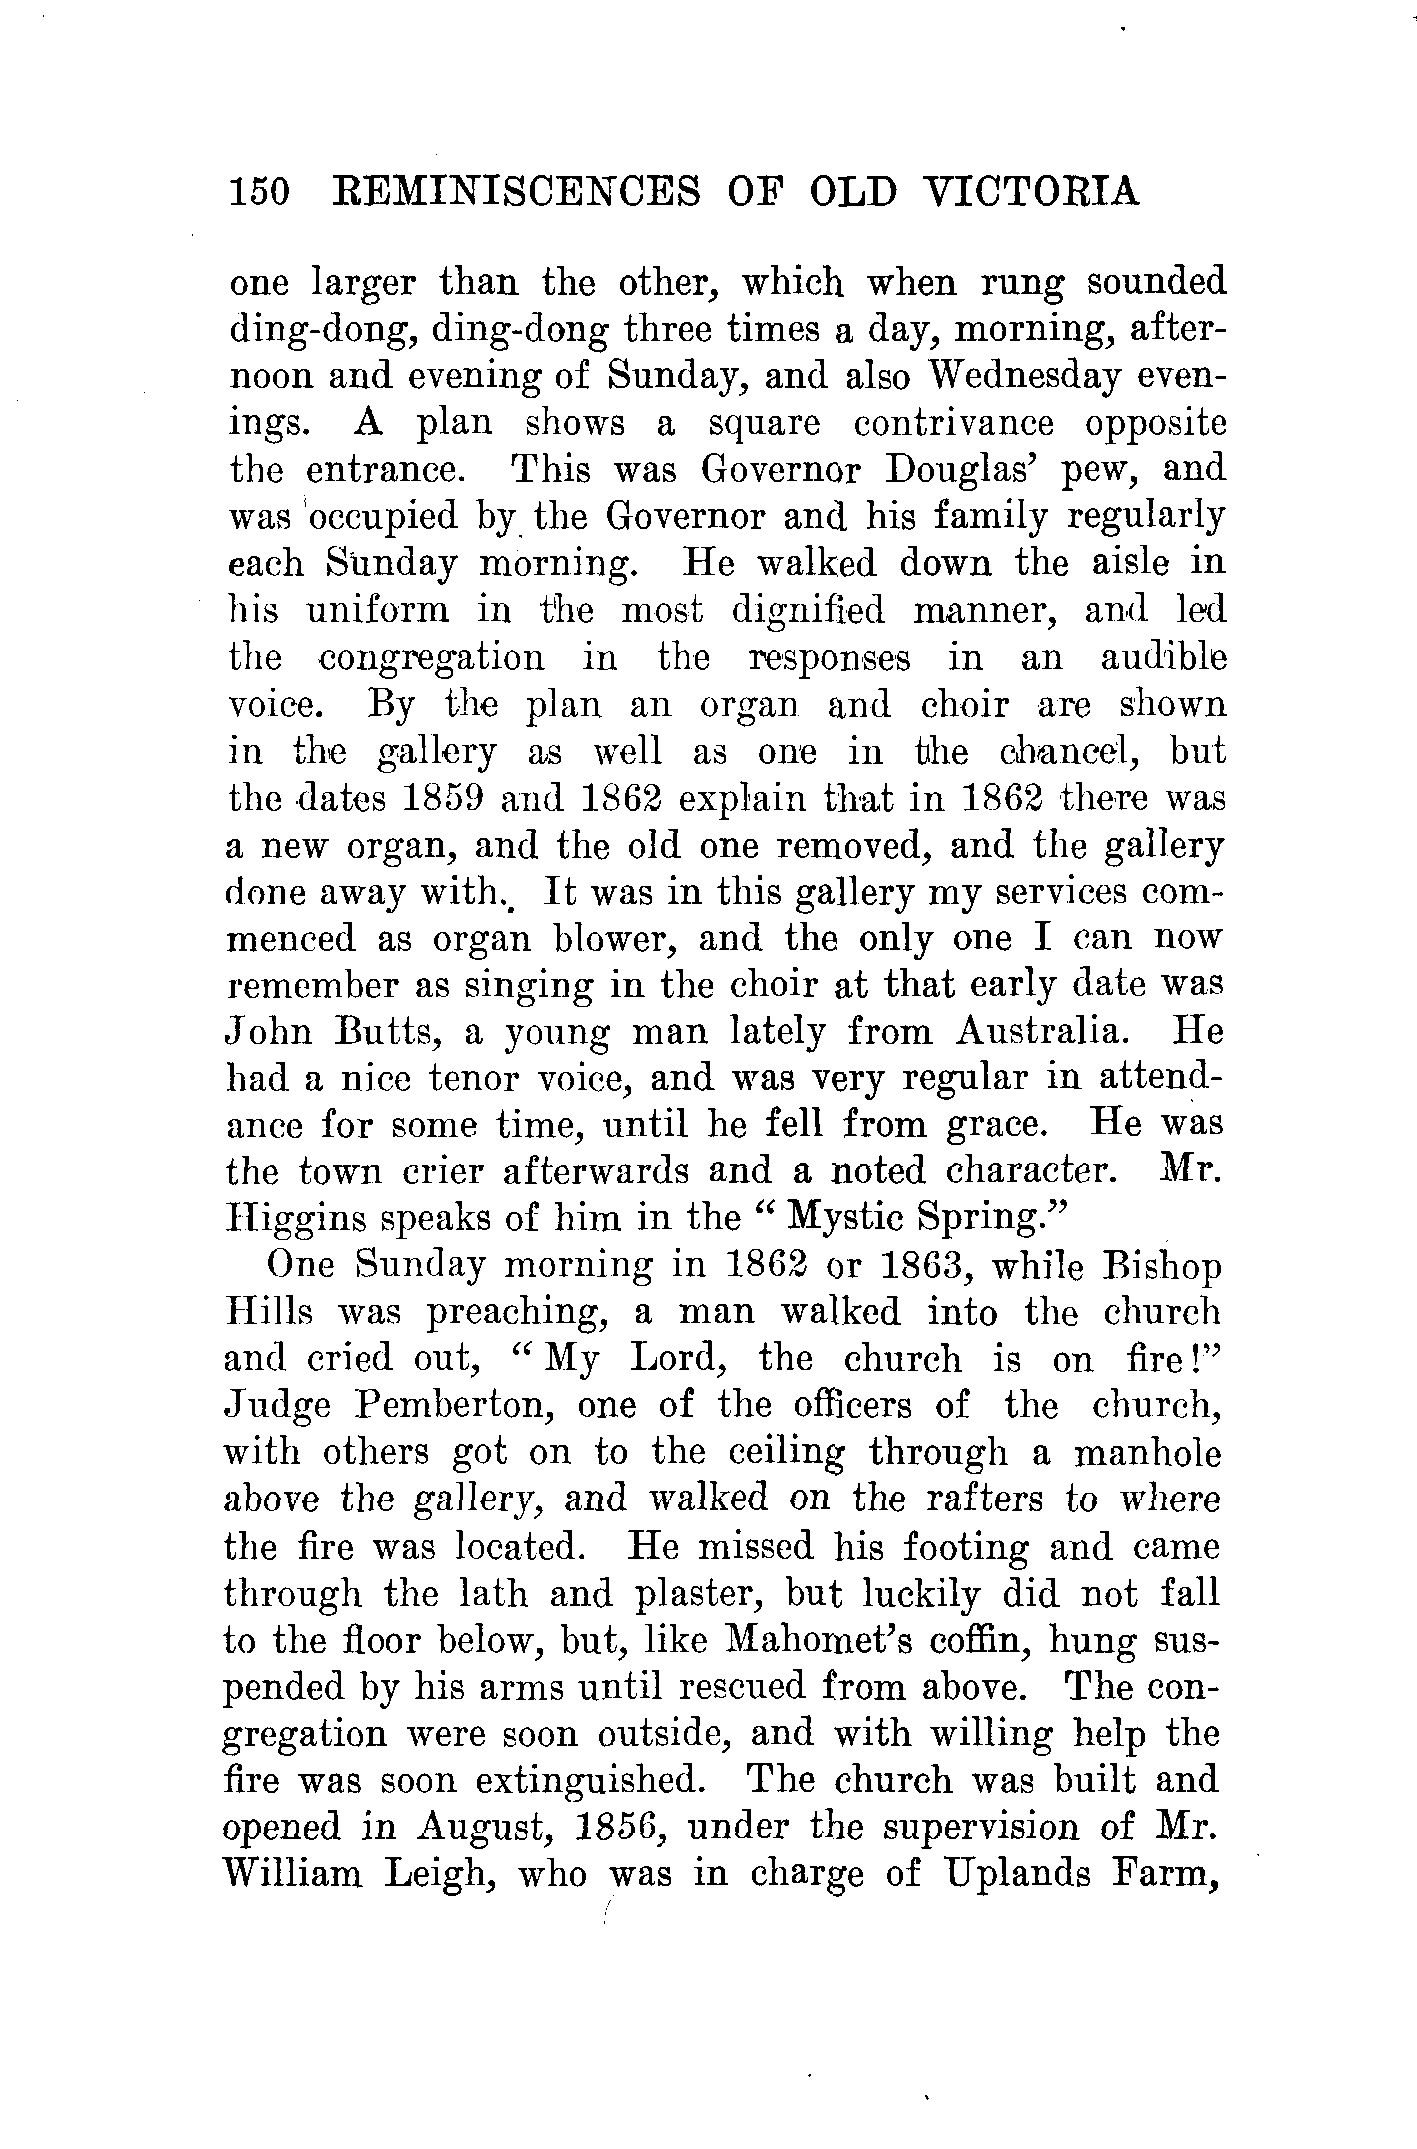 150 REMINISCENCES OF OLD VICTORIA
one larger than the other, which when rung sounded
ding-dong, ding-dong three times a day, morning, after-
noon and evening of Sunday, and also Wednesday even-
ings. A plan shows a square contrivance opposite
the entrance. This was Governor Douglas' pew, and
was occupied by the Governor and his family regularly
each Sunday morning. He walked down the aisle in
his uniform in the most dignified manner, and led
the congregation in the responses in an audible
voice. By the plan an organ and choir are shown
in the gallery as well as one in the chancel, but
the dates 1859 and 1862 explain that in 1862 there was
a new organ, and the old one removed, and the gallery
done away with. It was in this gallery my services com-
menced as organ blower, and the only one I can now
remember as singing in the choir at that early date was
John Butts, a young man lately from Australia. He
had a nice tenor voice, and was very regular in attend-
ance for some time, until he fell from grace. He was
the town crier afterwards and a noted character. Mr.
Higgins speaks of him in the "Mystic Spring."
One Sunday morning in 1862 or 1863, while Bishop
Hills was preaching, a man walked into the church
and cried out, "My Lord, the church is on fire!"
Judge Pemberton, one of the officers of the church,
with others got on to the ceiling through a manhole
above the gallery, and walked on the rafters to where
the fire was located. He missed his footing and came
through the lath and plaster, but luckily did not fall
to the floor below, but, like Mahomet's coffin, hung sus-
pended by his arms until rescued from above. The con-
gregation were soon outside, and with willing help the
fire was soon extinguished. The church was built and
opened in August, 1856, under the supervision of Mr.
William Leigh, who was in charge of Uplands Farm,